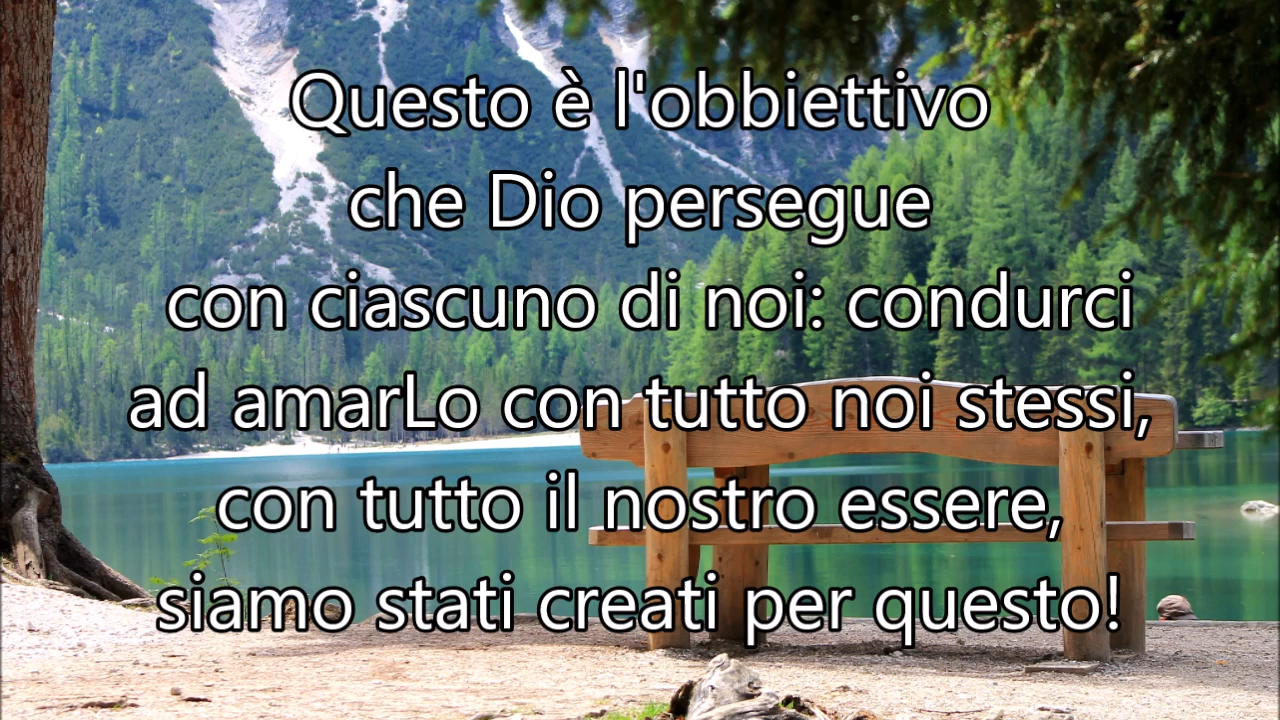 Questo è l'obbiettivo
che Dio persegue
con ciascuno di noi: condurci
ad amarLo con tutto noi stessi,
con tutto il nostro essere,
siamo stati creati per questo!